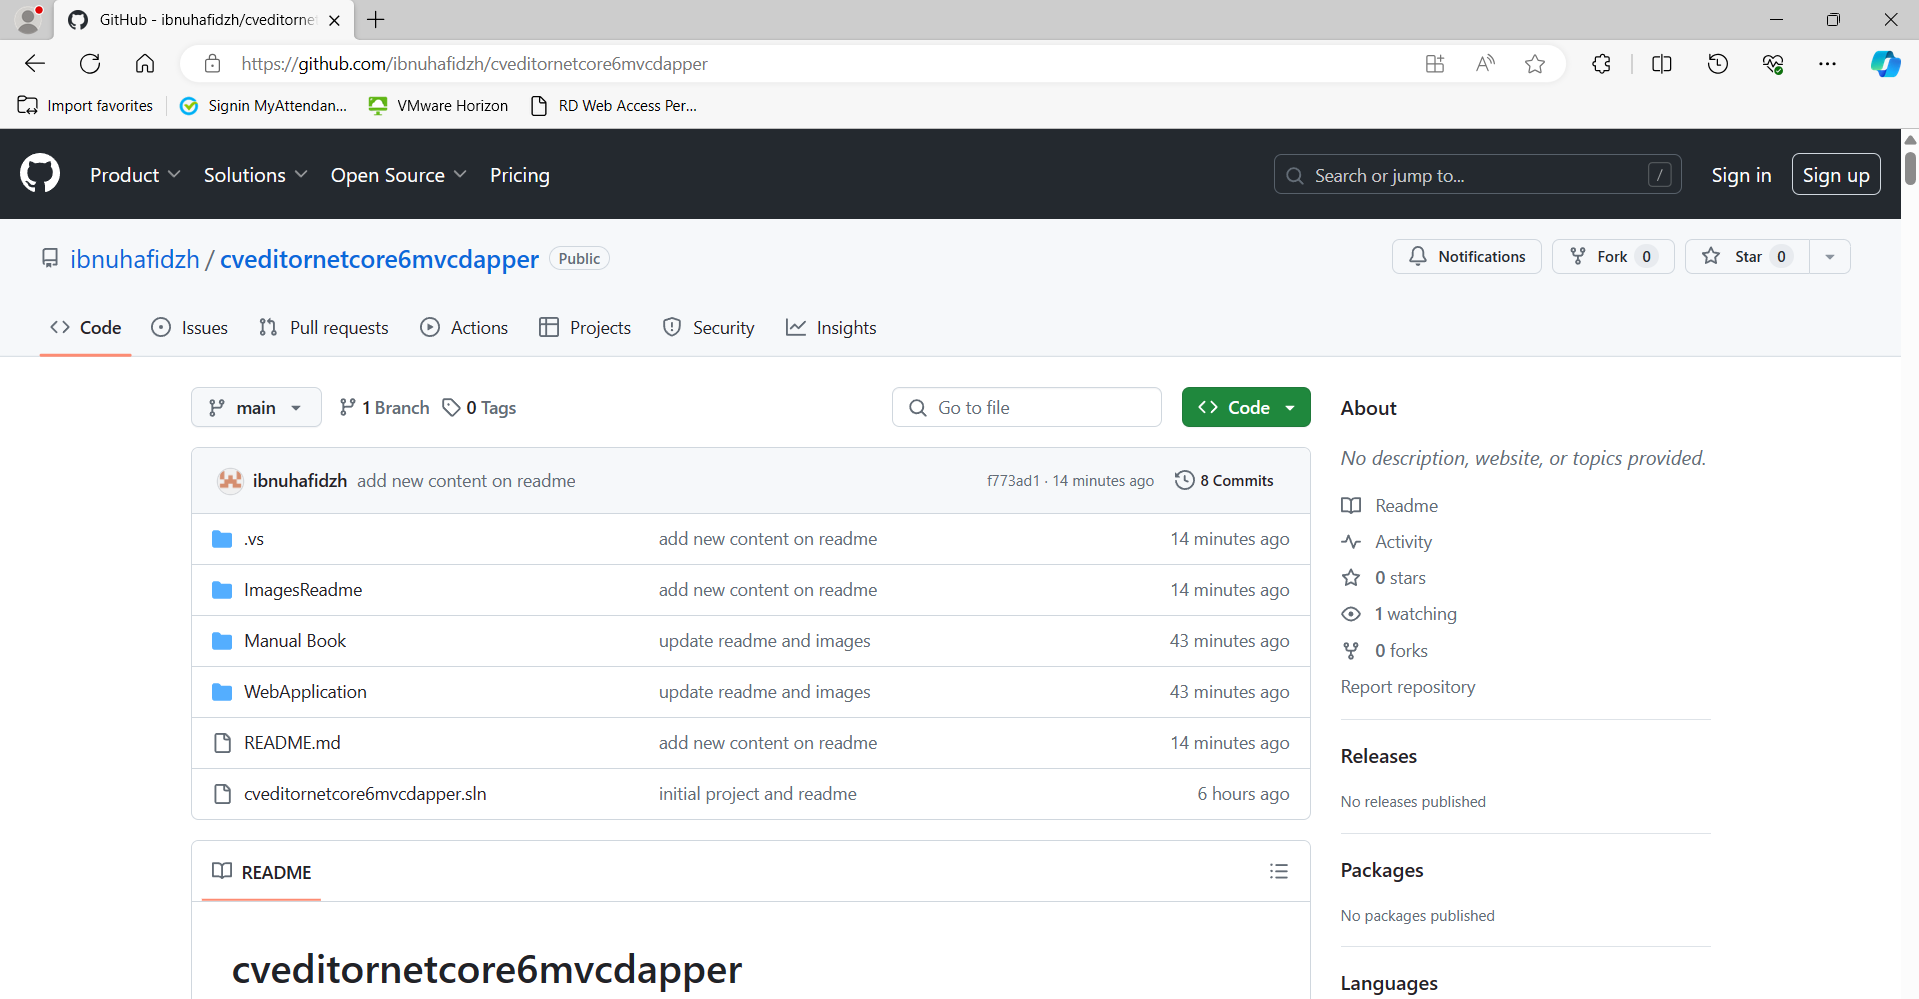 GitHub - ibnuhafidzh/cveditorne
https://github.com/ibnuhafidzh/cveditornetcore6mvcdapper
Import favorites Signin MyAttendan... VMware Horizon RD Web Access Per...
Product Solutions Open Source Pricing Search or jump to... / Sign in Sign up
ibnuhafidzh / cveditornetcore6mvcdapper Public Notifications Fork 0 Star 0
Code Issues Pull requests Actions Projects Security Insights
main 1 Branch 0 Tags Go to file Code
ibnuhafidzh add new content on readme f773ad1 · 14 minutes ago 8 Commits
.vs add new content on readme 14 minutes ago
ImagesReadme add new content on readme 14 minutes ago
Manual Book update readme and images 43 minutes ago
WebApplication update readme and images 43 minutes ago
README.md add new content on readme 14 minutes ago
cveditornetcore6mvcdapper.sln initial project and readme 6 hours ago
README
cveditornetcore6mvcdapper
About
No description, website, or topics provided.
Readme
Activity
0 stars
1 watching
0 forks
Report repository
Releases
No releases published
Packages
No packages published
Languages